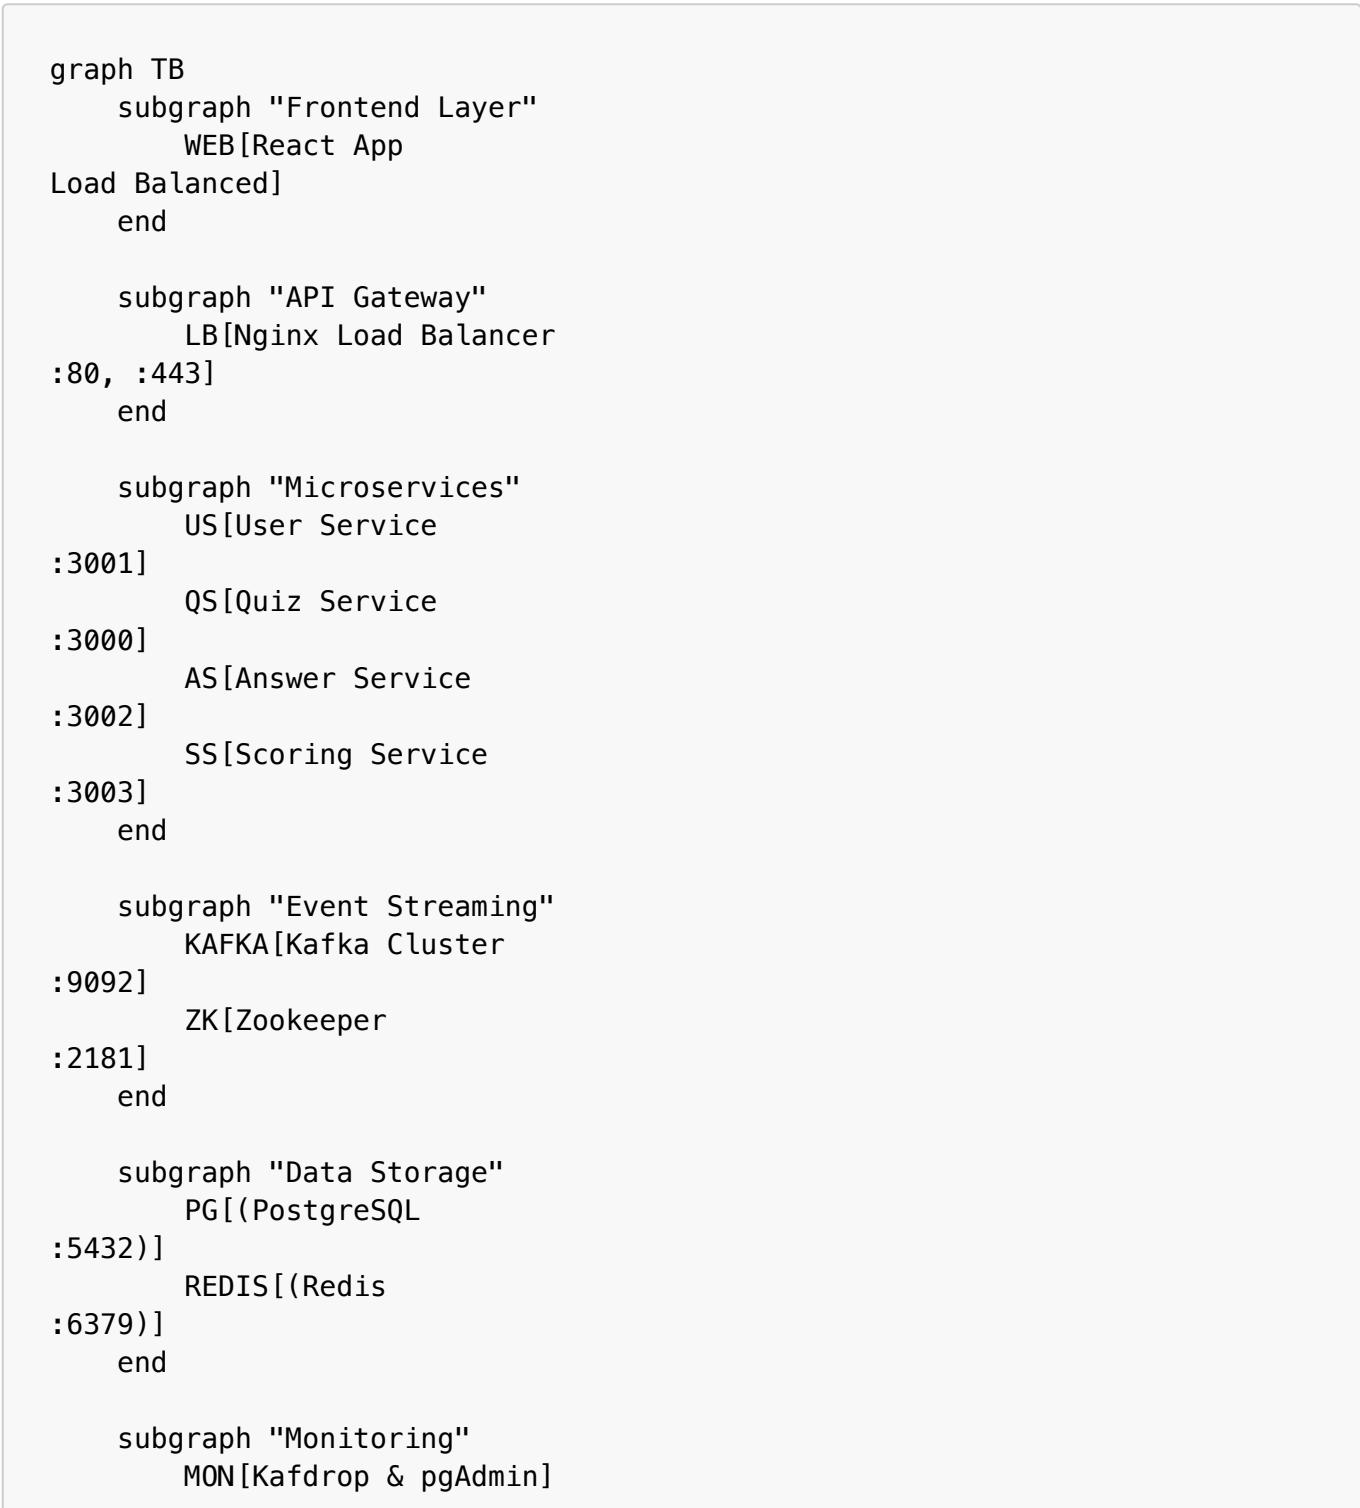 graph TB
    subgraph "Frontend Layer"
        WEB[React App
Load Balanced]
    end

    subgraph "API Gateway"
        LB[Nginx Load Balancer
:80, :443]
    end

    subgraph "Microservices"
        US[User Service
:3001]
        QS[Quiz Service
:3000]
        AS[Answer Service
:3002]
        SS[Scoring Service
:3003]
    end

    subgraph "Event Streaming"
        KAFKA[Kafka Cluster
:9092]
        ZK[Zookeeper
:2181]
    end

    subgraph "Data Storage"
        PG[(PostgreSQL
:5432)]
        REDIS[(Redis
:6379)]
    end

    subgraph "Monitoring"
        MON[Kafdrop & pgAdmin]